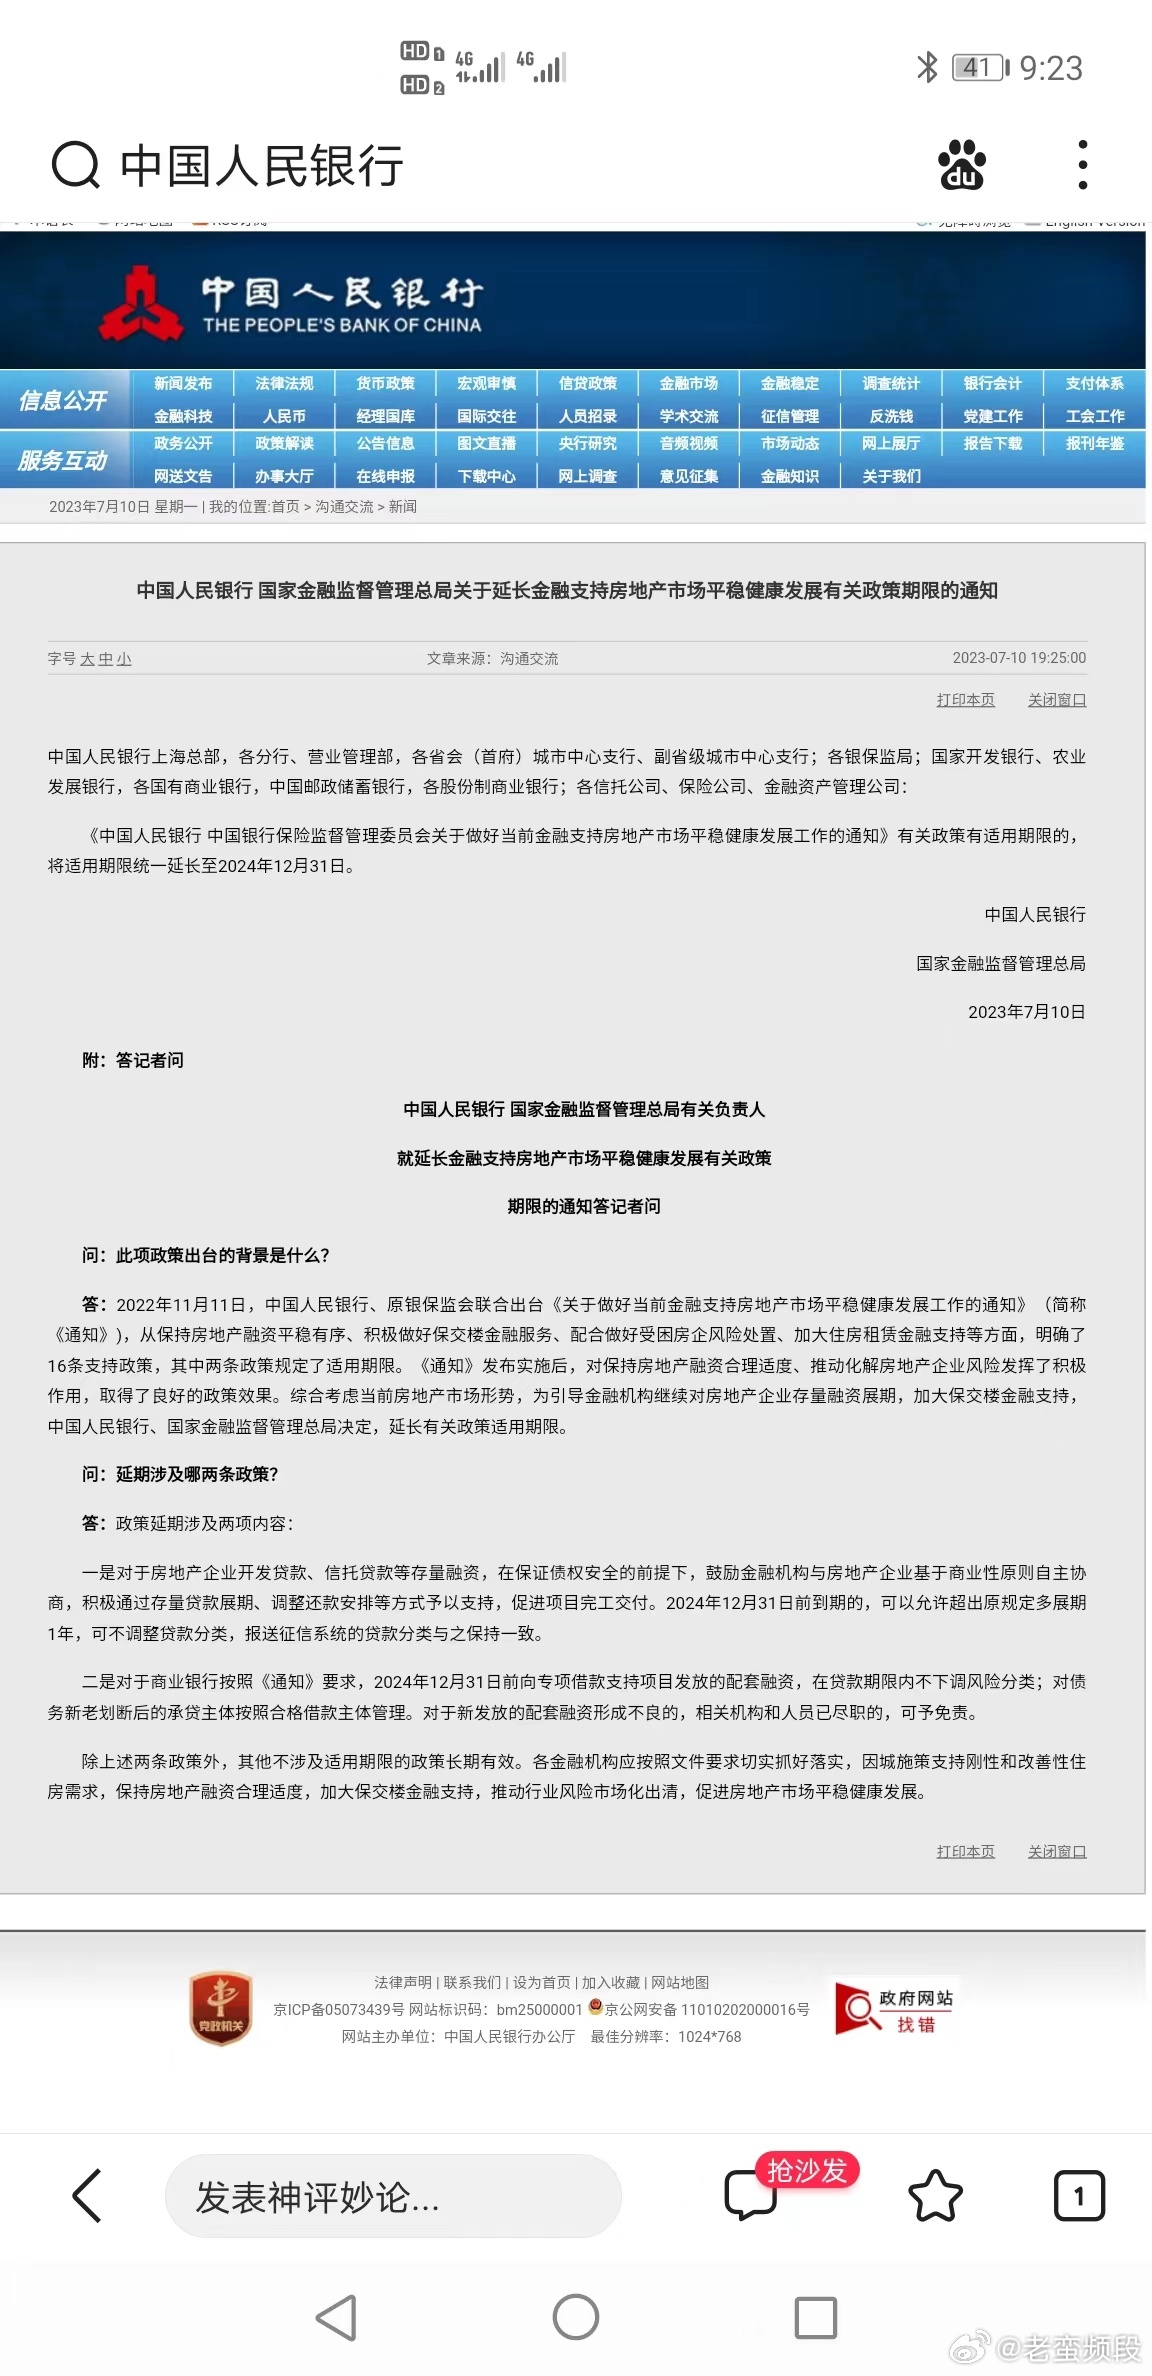 HD 1 4G 4G
HD 2
41 9:23
中国人民银行
du
中国人民银行
THE PEOPLE'S BANK OF CHINA
信息公开
新闻发布 法律法规 货币政策 宏观审慎 信贷政策 金融市场 金融稳定 调查统计 银行会计 支付体系
金融科技 人民币 经理国库 国际交往 人员招录 学术交流 征信管理 反洗钱 党建工作 工会工作
服务互动
政务公开 政策解读 公告信息 图文直播 央行研究 音频视频 市场动态 网上展厅 报告下载 报刊年鉴
网送文告 办事大厅 在线申报 下载中心 网上调查 意见征集 金融知识 关于我们
2023年7月10日 星期一 | 我的位置:首页 > 沟通交流 > 新闻
中国人民银行 国家金融监督管理总局关于延长金融支持房地产市场平稳健康发展有关政策期限的通知
字号 大 中 小 文章来源：沟通交流 2023-07-10 19:25:00
打印本页 关闭窗口
中国人民银行上海总部，各分行、营业管理部，各省会（首府）城市中心支行、副省级城市中心支行；各银保监局；国家开发银行、农业
发展银行，各国有商业银行，中国邮政储蓄银行，各股份制商业银行；各信托公司、保险公司、金融资产管理公司：
《中国人民银行 中国银行保险监督管理委员会关于做好当前金融支持房地产市场平稳健康发展工作的通知》有关政策有适用期限的，
将适用期限统一延长至2024年12月31日。
中国人民银行
国家金融监督管理总局
2023年7月10日
附：答记者问
中国人民银行 国家金融监督管理总局有关负责人
就延长金融支持房地产市场平稳健康发展有关政策
期限的通知答记者问
问：此项政策出台的背景是什么？
答：2022年11月11日，中国人民银行、原银保监会联合出台《关于做好当前金融支持房地产市场平稳健康发展工作的通知》（简称
《通知》)，从保持房地产融资平稳有序、积极做好保交楼金融服务、配合做好受困房企风险处置、加大住房租赁金融支持等方面，明确了
16条支持政策，其中两条政策规定了适用期限。《通知》发布实施后，对保持房地产融资合理适度、推动化解房地产企业风险发挥了积极
作用，取得了良好的政策效果。综合考虑当前房地产市场形势，为引导金融机构继续对房地产企业存量融资展期，加大保交楼金融支持，
中国人民银行、国家金融监督管理总局决定，延长有关政策适用期限。
问：延期涉及哪两条政策？
答：政策延期涉及两项内容：
一是对于房地产企业开发贷款、信托贷款等存量融资，在保证债权安全的前提下，鼓励金融机构与房地产企业基于商业性原则自主协
商，积极通过存量贷款展期、调整还款安排等方式予以支持，促进项目完工交付。2024年12月31日前到期的，可以允许超出原规定多展期
1年，可不调整贷款分类，报送征信系统的贷款分类与之保持一致。
二是对于商业银行按照《通知》要求，2024年12月31日前向专项借款支持项目发放的配套融资，在贷款期限内不下调风险分类；对债
务新老划断后的承贷主体按照合格借款主体管理。对于新发放的配套融资形成不良的，相关机构和人员已尽职的，可予免责。
除上述两条政策外，其他不涉及适用期限的政策长期有效。各金融机构应按照文件要求切实抓好落实，因城施策支持刚性和改善性住
房需求，保持房地产融资合理适度，加大保交楼金融支持，推动行业风险市场化出清，促进房地产市场平稳健康发展。
打印本页 关闭窗口
党政机关
法律声明 | 联系我们 | 设为首页 | 加入收藏 | 网站地图
京ICP备05073439号 网站标识码：bm25000001 京公网安备 11010202000016号
网站主办单位：中国人民银行办公厅 最佳分辨率：1024*768
政府网站
找错
发表神评妙论...
抢沙发
1
@老蛮频段